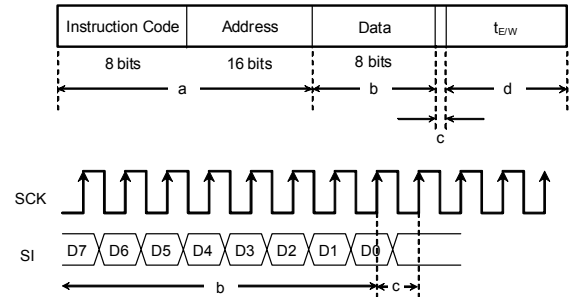 Instruction Code Address Data tE/W
8 bits 16 bits 8 bits
a b d
c
SCK
SI D7 D6 D5 D4 D3 D2 D1 D0
b c